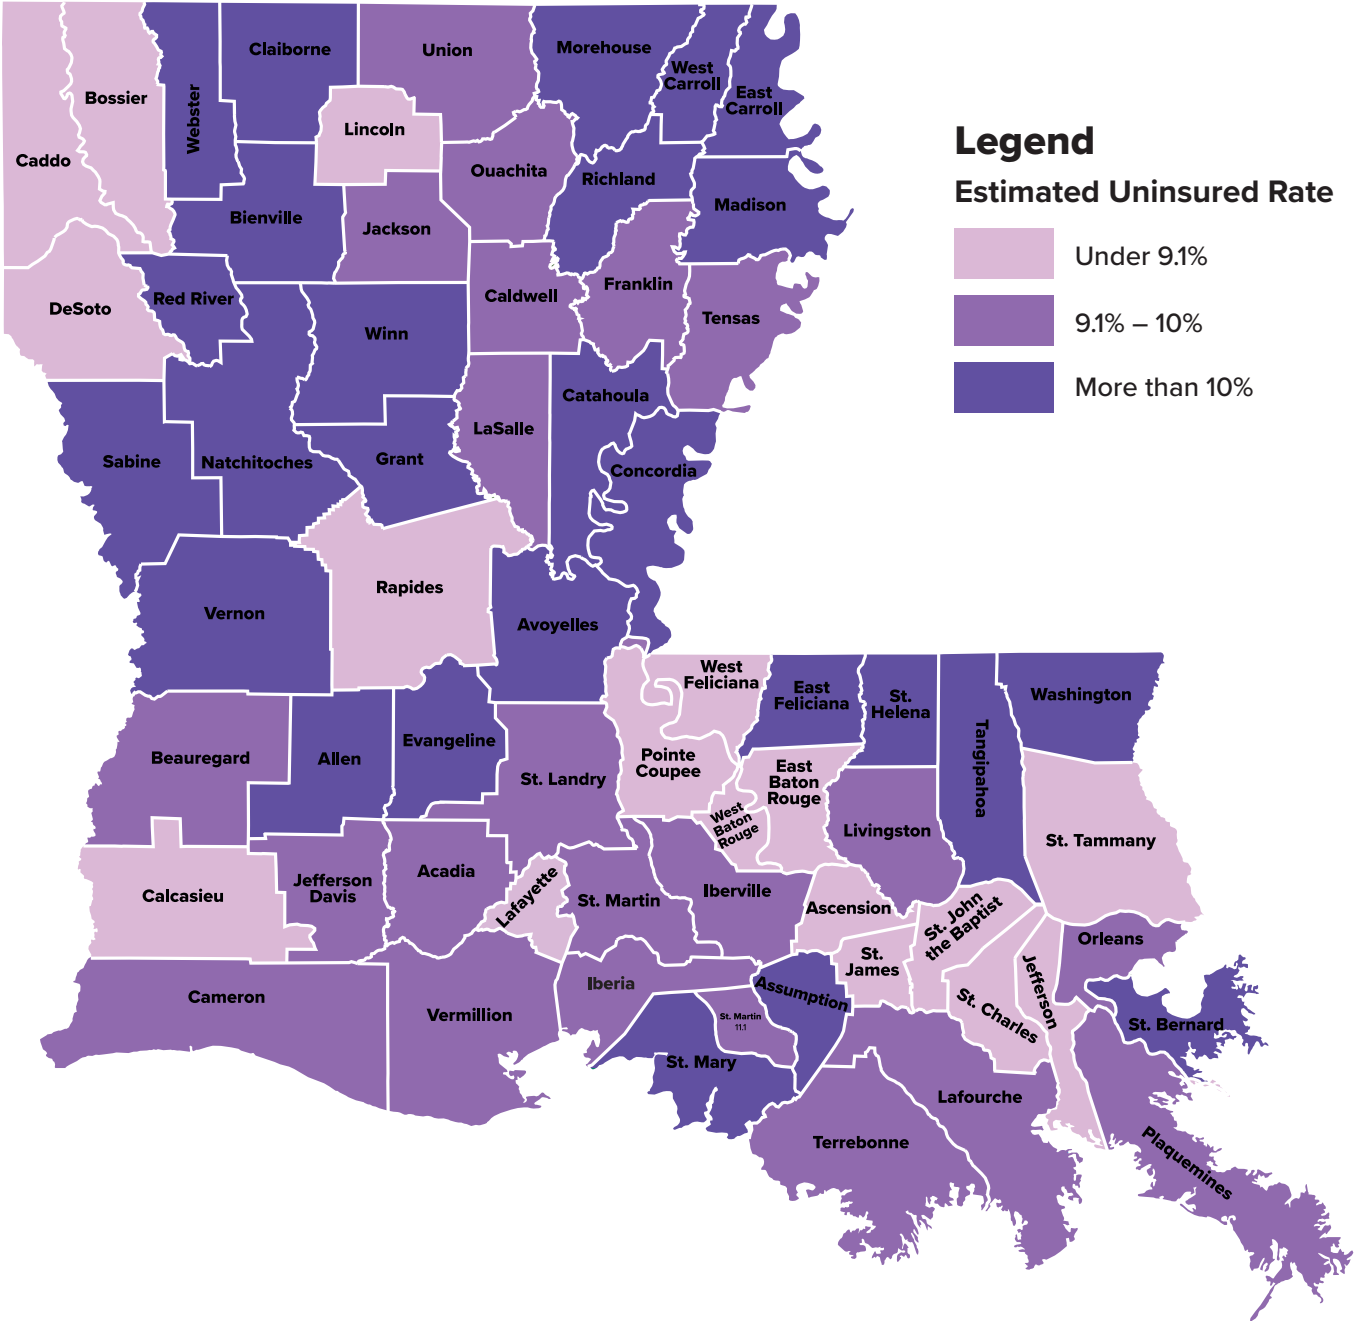 Claiborne
Union
Morehouse
West
Carroll
East
Carroll
Bossier
Webster
Lincoln
Caddo
Ouachita
Richland
Madison
Bienville
Jackson
Red River
DeSoto
Caldwell
Franklin
Tensas
Winn
Catahoula
LaSalle
Sabine
Natchitoches
Grant
Concordia
Rapides
Vernon
Avoyelles
West
Feliciana
East
Feliciana
St.
Helena
Tangipahoa
Washington
Beauregard
Allen
Evangeline
St. Landry
Pointe
Coupee
East
Baton
Rouge
West
Baton
Rouge
Livingston
St. Tammany
Calcasieu
Jefferson
Davis
Acadia
Lafayette
St. Martin
Iberville
Ascension
St. John
the Baptist
Orleans
St.
James
Jefferson
Cameron
Vermillion
Iberia
Assumption
St. Martin
11.1
St. Charles
St. Bernard
St. Mary
Lafourche
Terrebonne
Plaquemines
Legend
Estimated Uninsured Rate
Under 9.1%
9.1% – 10%
More than 10%